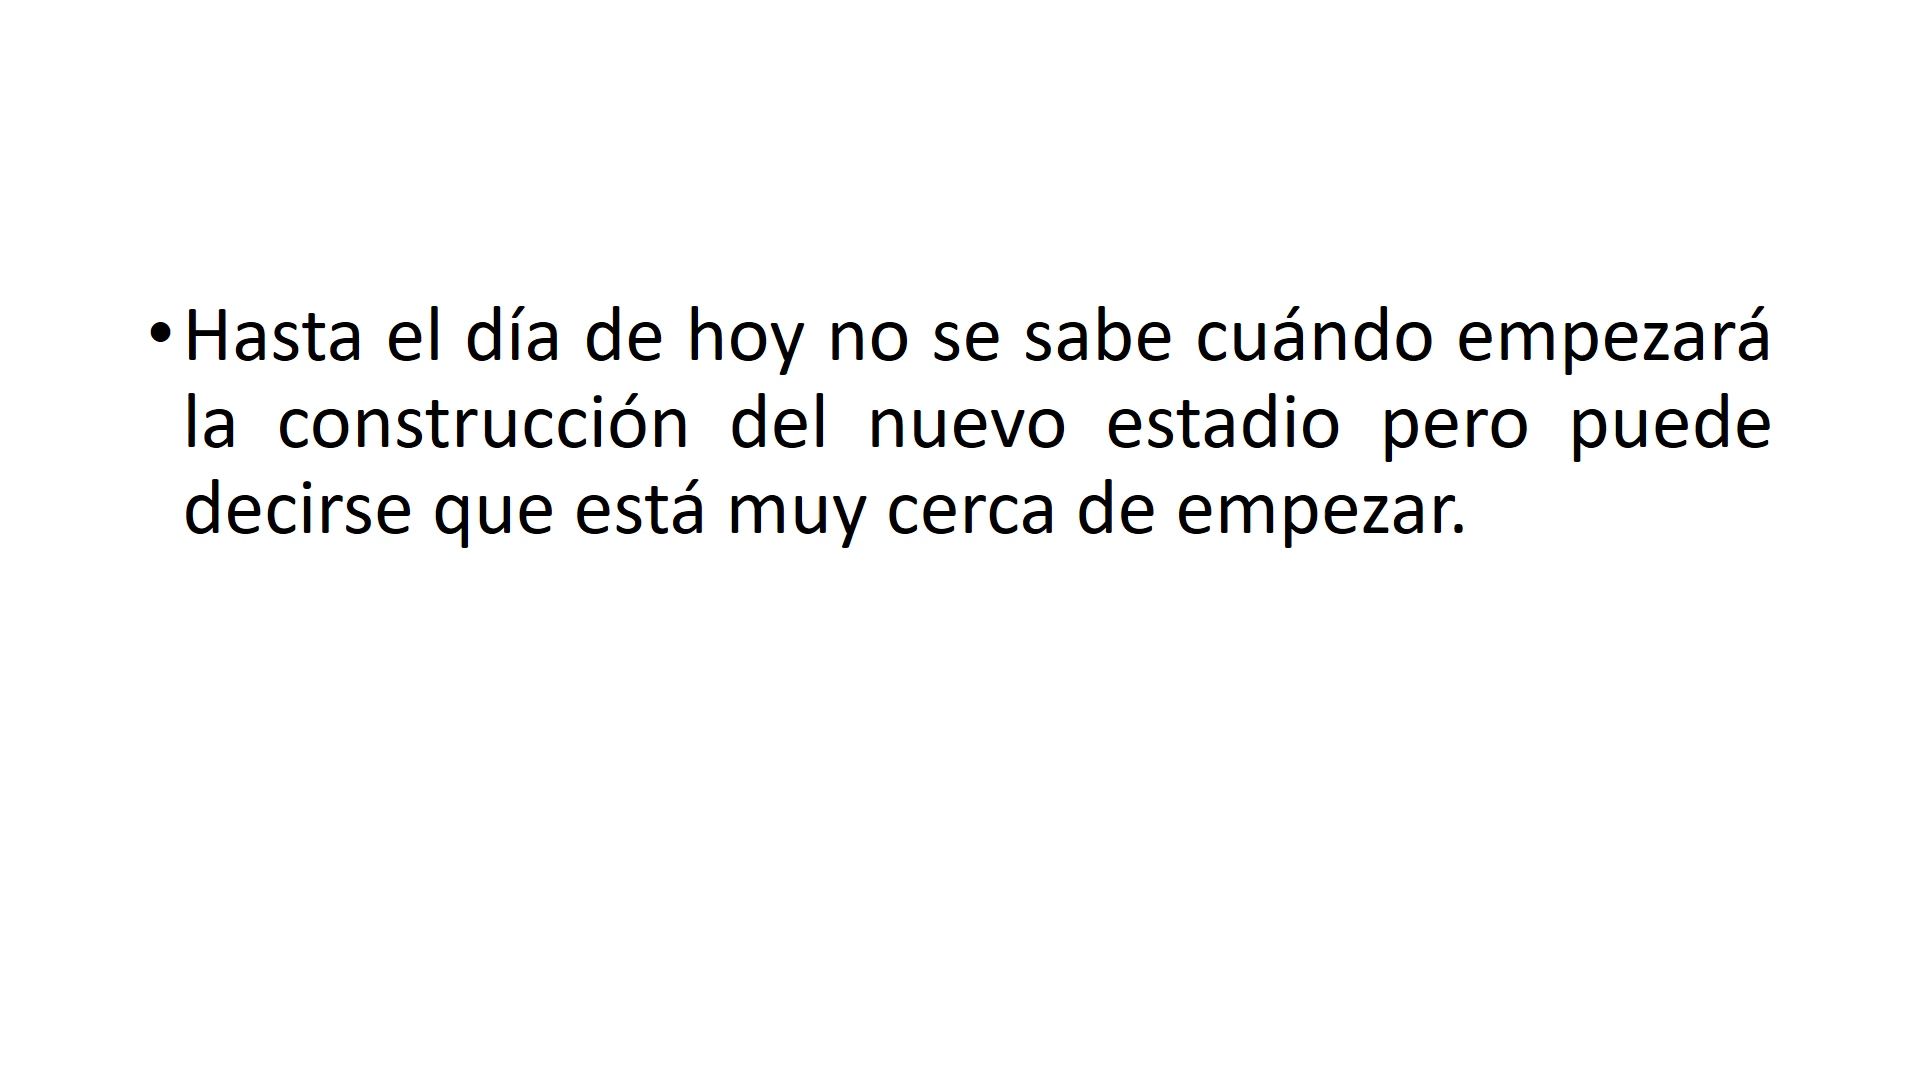 • Hasta el día de hoy no se sabe cuándo empezará
la construcción del nuevo estadio pero puede
decirse que está muy cerca de empezar.